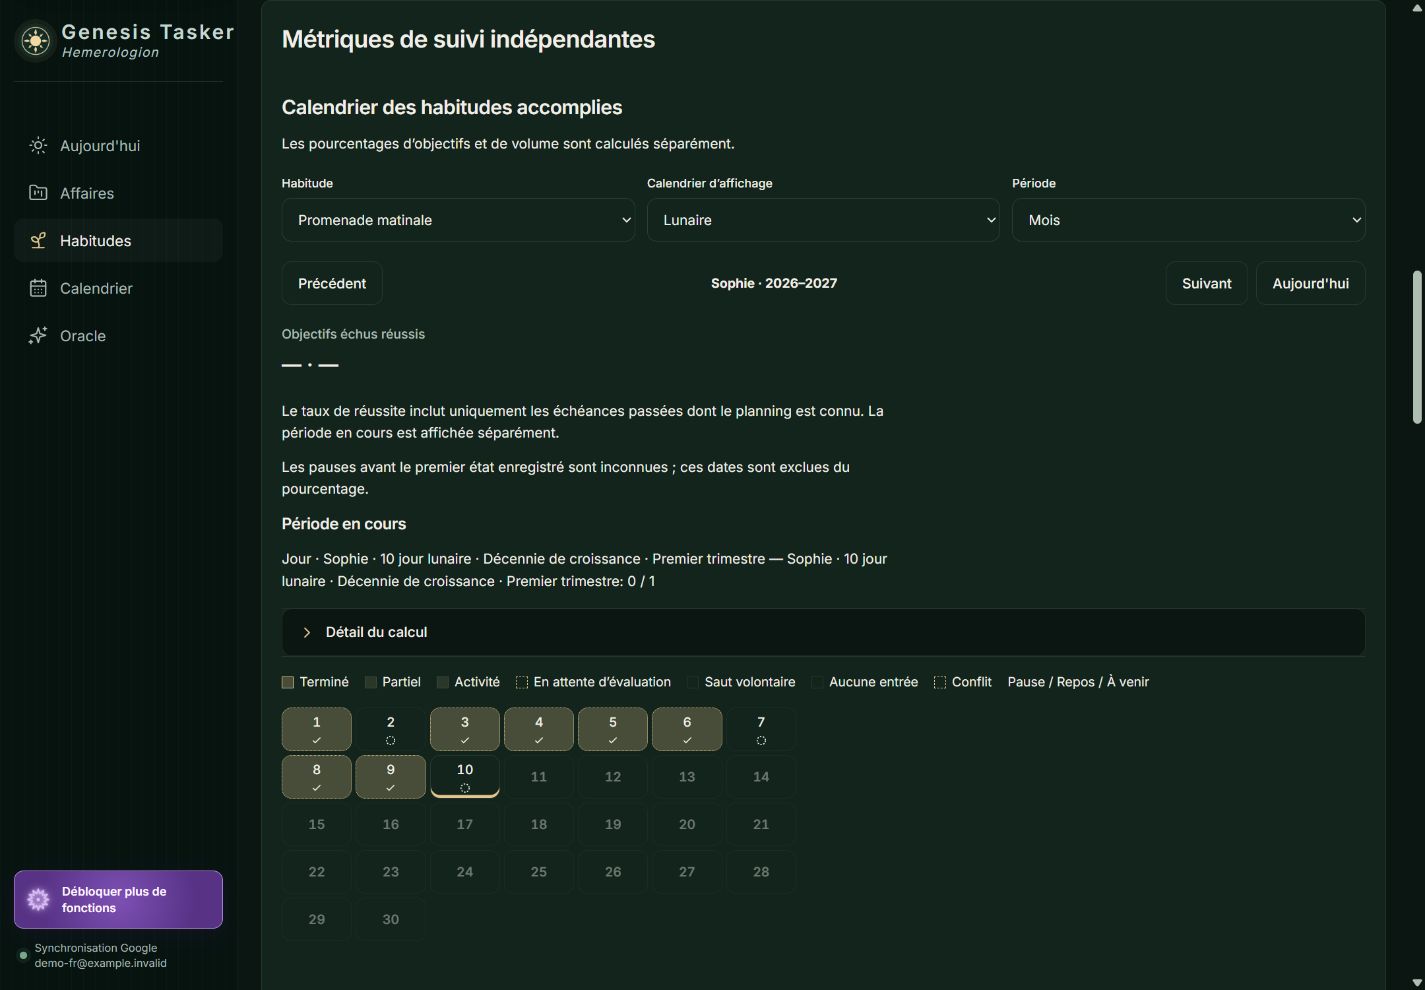 Genesis Tasker
Hemerologion
Aujourd'hui
Affaires
Habitudes
Calendrier
Oracle
Débloquer plus de
fonctions
Synchronisation Google
demo-fr@example.invalid
Métriques de suivi indépendantes
Calendrier des habitudes accomplies
Les pourcentages d’objectifs et de volume sont calculés séparément.
Habitude
Calendrier d’affichage
Période
Promenade matinale
Lunaire
Mois
Précédent
Sophie · 2026–2027
Suivant
Aujourd'hui
Objectifs échus réussis
— · —
Le taux de réussite inclut uniquement les échéances passées dont le planning est connu. La
période en cours est affichée séparément.
Les pauses avant le premier état enregistré sont inconnues ; ces dates sont exclues du
pourcentage.
Période en cours
Jour · Sophie · 10 jour lunaire · Décennie de croissance · Premier trimestre — Sophie · 10 jour
lunaire · Décennie de croissance · Premier trimestre: 0 / 1
Détail du calcul
Terminé Partiel Activité En attente d’évaluation Saut volontaire Aucune entrée Conflit Pause / Repos / À venir
1 2 3 4 5 6 7
8 9 10 11 12 13 14
15 16 17 18 19 20 21
22 23 24 25 26 27 28
29 30